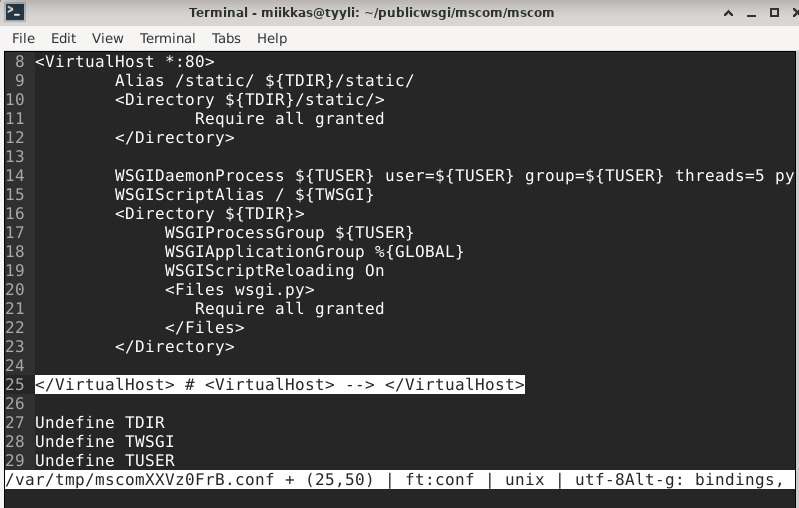 Terminal - miikkas@tyyli: ~/publicwsgi/mscom/mscom
File Edit View Terminal Tabs Help
8 <VirtualHost *:80>
9         Alias /static/ ${TDIR}/static/
10         <Directory ${TDIR}/static/>
11                 Require all granted
12         </Directory>
13
14         WSGIDaemonProcess ${TUSER} user=${TUSER} group=${TUSER} threads=5 py
15         WSGIScriptAlias / ${TWSGI}
16         <Directory ${TDIR}>
17              WSGIProcessGroup ${TUSER}
18              WSGIApplicationGroup %{GLOBAL}
19              WSGIScriptReloading On
20              <Files wsgi.py>
21                 Require all granted
22              </Files>
23         </Directory>
24
25 </VirtualHost> # <VirtualHost> --> </VirtualHost>
26
27 Undefine TDIR
28 Undefine TWSGI
29 Undefine TUSER
/var/tmp/mscomXXVz0FrB.conf + (25,50) | ft:conf | unix | utf-8Alt-g: bindings,